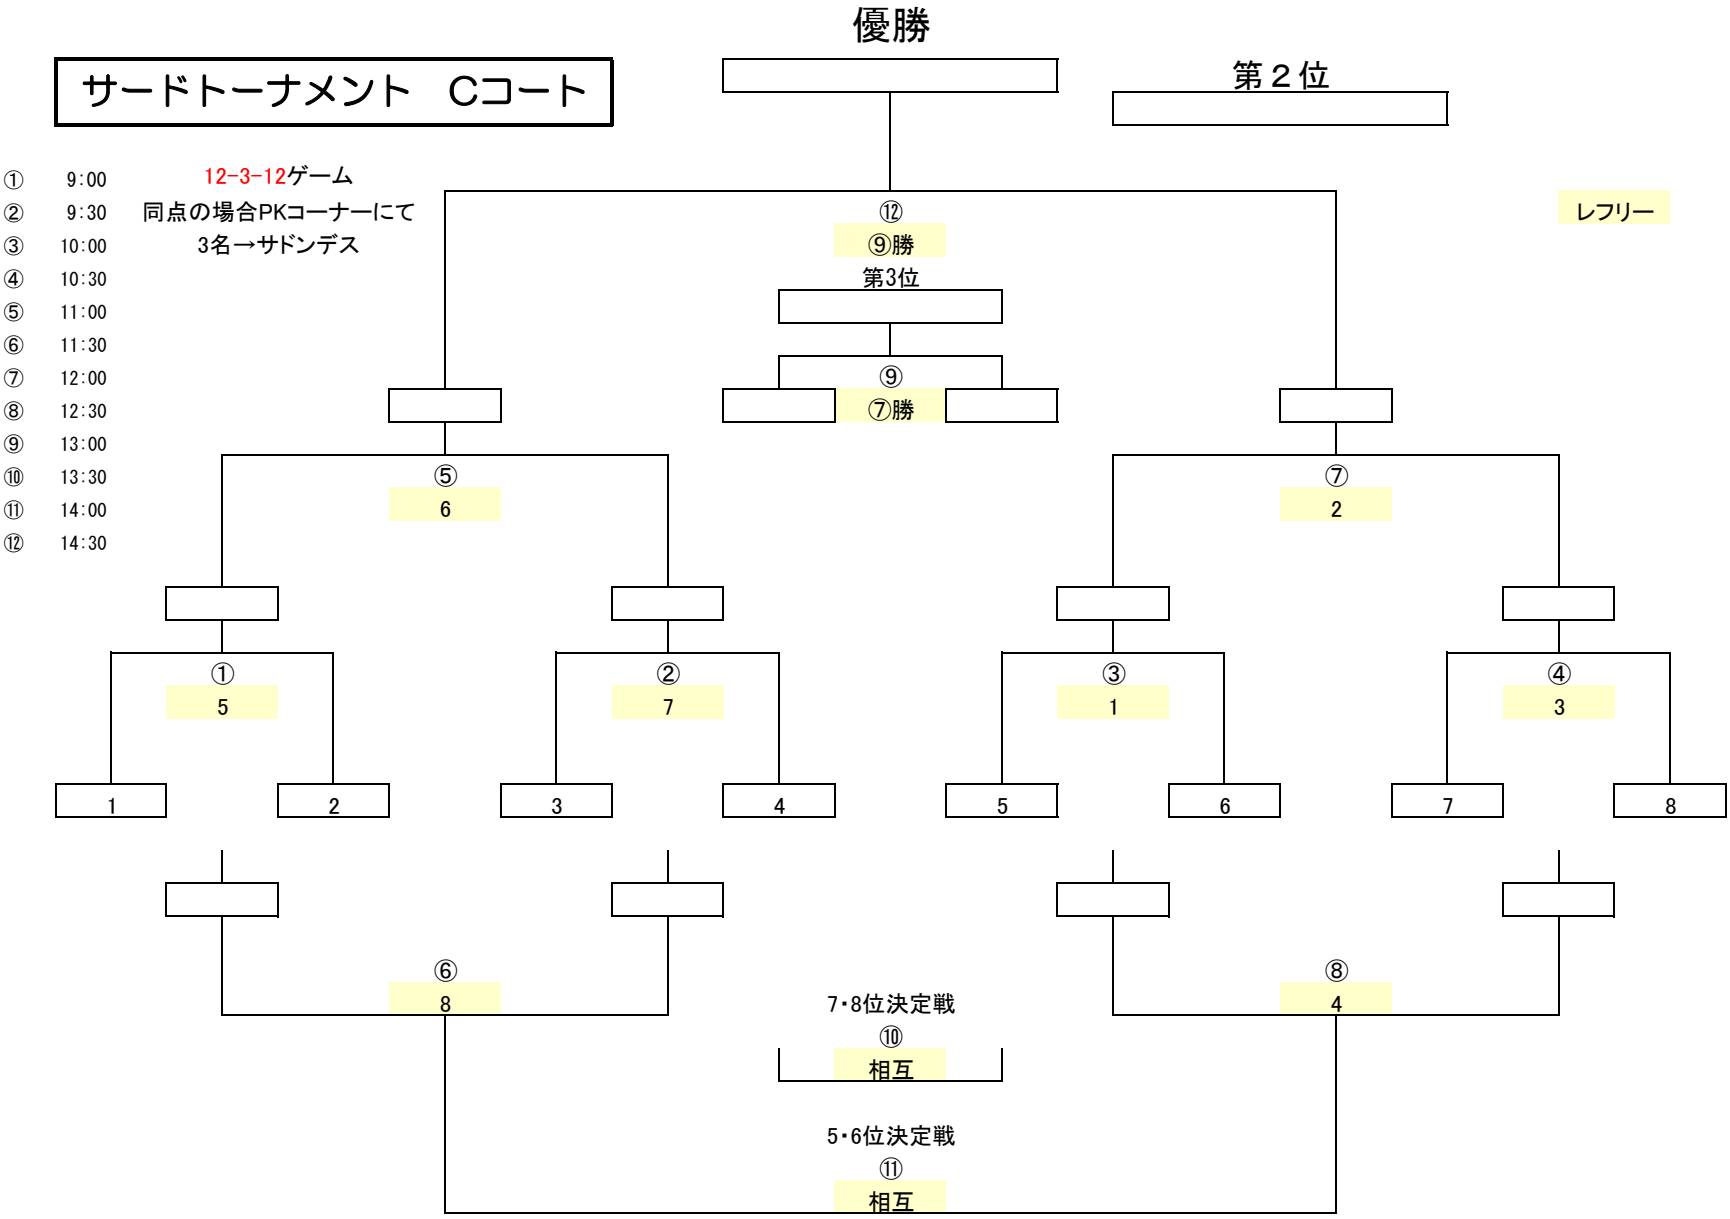 優勝
サードトーナメント　Cコート
第２位
① 9:00 12-3-12ゲーム
② 9:30 同点の場合PKコーナーにて ⑫ レフリー
③ 10:00 3名→サドンデス ⑨勝
④ 10:30 第3位
⑤ 11:00
⑥ 11:30
⑦ 12:00 ⑨
⑧ 12:30 ⑦勝
⑨ 13:00
⑩ 13:30 ⑤ ⑦
⑪ 14:00 6 2
⑫ 14:30
① ② ③ ④
5 7 1 3
1 2 3 4 5 6 7 8
⑥ ⑧
8 7・8位決定戦 4
⑩
相互
5・6位決定戦
⑪
相互